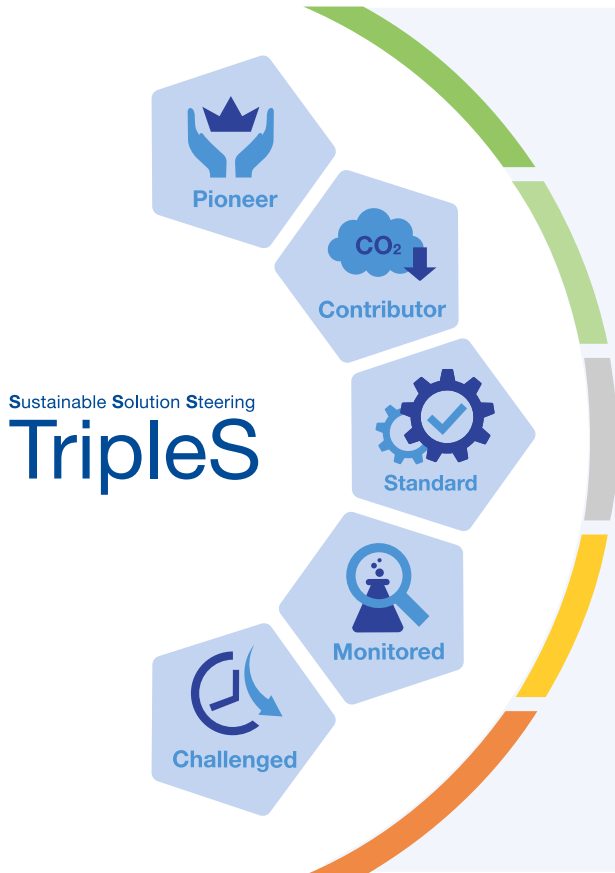 Pioneer
CO₂
Contributor
Sustainable Solution Steering
TripleS
Standard
Monitored
Challenged